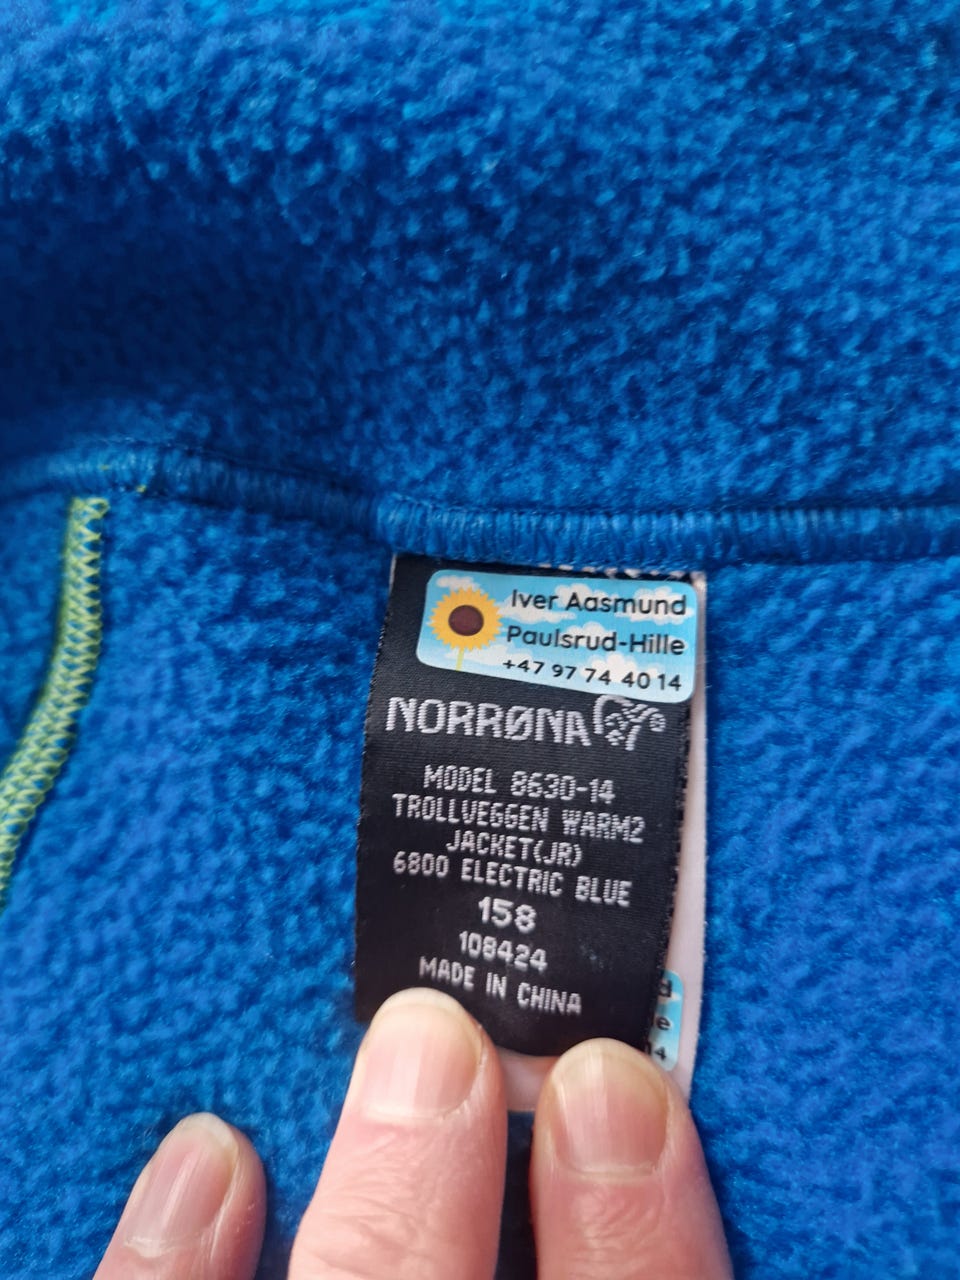 Iver Aasmund
Paulsrud-Hille
+47 97 74 40 14
NORRØNA
MODEL 8630-14
TROLLVEGGEN WARM2
JACKET(JR)
6800 ELECTRIC BLUE
158
108424
MADE IN CHINA
d
e
14